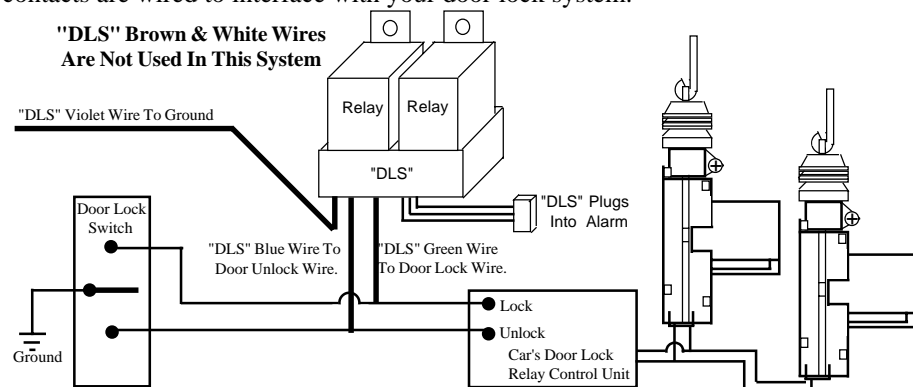 contacts are wired to interface with your door lock system.
"DLS" Brown & White Wires
Are Not Used In This System
Relay
Relay
"DLS" Violet Wire To Ground
"DLS"
"DLS" Plugs
Into Alarm
Door Lock
Switch
"DLS" Blue Wire To
Door Unlock Wire.
"DLS" Green Wire
To Door Lock Wire.
Lock
Unlock
Ground
Car's Door Lock
Relay Control Unit